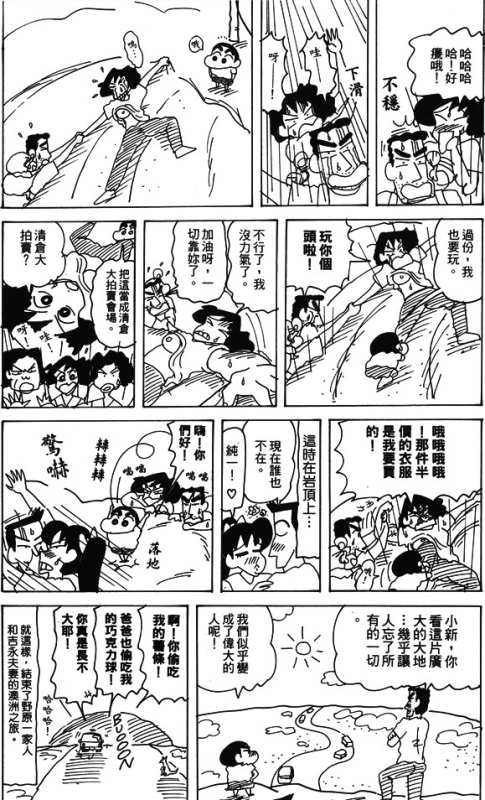 哈哈哈
哈!好
癢哦!
不穩
下滑
哇!
呀!
哦
過份,我
也要玩。
玩你個
頭啦!
不行了,我
沒力氣了。
加油呀,一
切靠妳了。
把這當成清倉
大拍賣會場。
清倉大
拍賣?
哇!
呀!
哦哦哦哦
!那件半
價的衣服
是我要買
的!
這時在岩頂上…
現在誰也
不在。
純一!♡
嗨!你
們好!
落地
驚嚇
小新,你
看這片廣
大的大地
…幾乎讓
人忘了所
有的一切
。
我們似乎變
成了偉大的
人呢!
啊!你偷吃
我的薯條!
爸爸也偷吃我
的巧克力球!
你真是長不
大耶!
BUOON
就這樣,結束了野原一家人
和吉永夫妻的澳洲之旅。